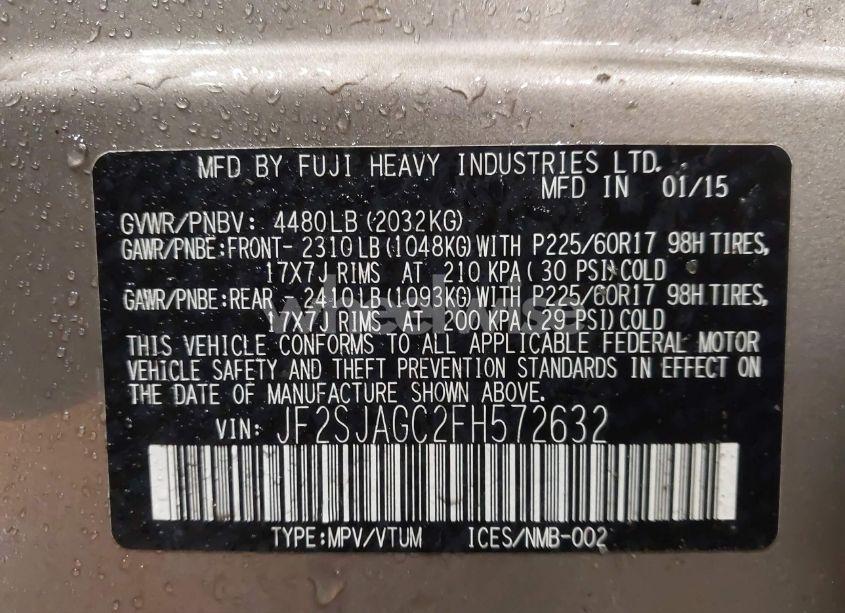 MFD BY FUJI HEAVY INDUSTRIES LTD.
MFD IN 01/15
GVWR/PNBV: 4480LB(2032KG)
GAWR/PNBE:FRONT- 2310LB(1048KG)WITH P225/60R17 98H TIRES,
17X7J RIMS AT 210 KPA(30 PSI)COLD
GAWR/PNBE:REAR - 2410LB(1093KG)WITH P225/60R17 98H TIRES,
17X7J RIMS AT 200 KPA(29 PSI)COLD
THIS VEHICLE CONFORMS TO ALL APPLICABLE FEDERAL MOTOR
VEHICLE SAFETY AND THEFT PREVENTION STANDARDS IN EFFECT ON
THE DATE OF MANUFACTURE SHOWN ABOVE.
VIN: JF2SJAGC2FH572632
TYPE:MPV/VTUM ICES/NMB-002